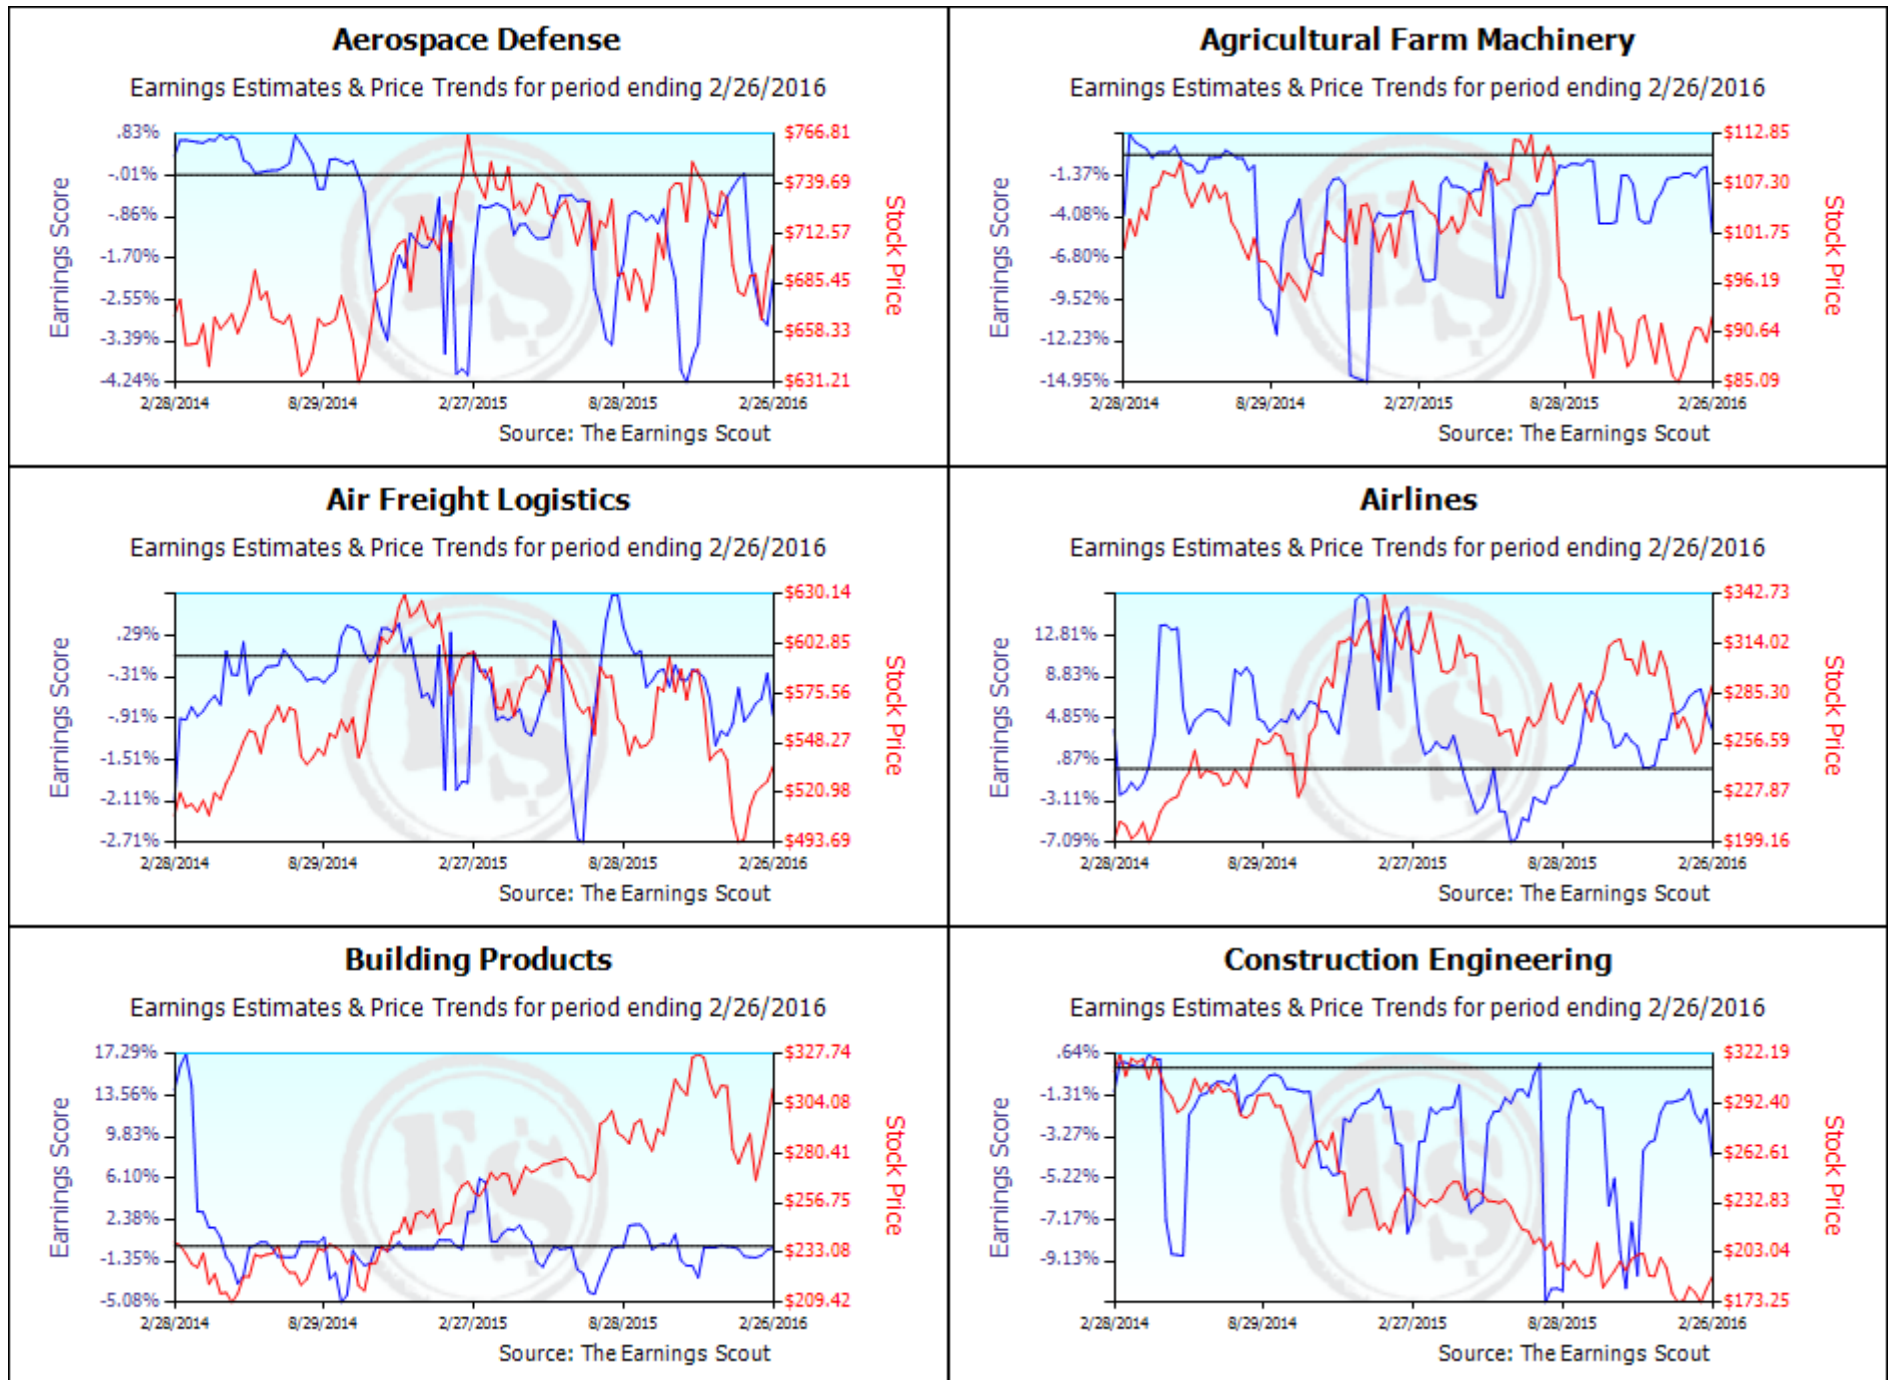 Aerospace Defense
Earnings Estimates & Price Trends for period ending 2/26/2016
Earnings Score
.83%
-.01%
-.86%
-1.70%
-2.55%
-3.39%
-4.24%
$766.81
$739.69
$712.57
$685.45
$658.33
$631.21
Stock Price
2/28/2014 8/29/2014 2/27/2015 8/28/2015 2/26/2016
Source: The Earnings Scout
Agricultural Farm Machinery
Earnings Estimates & Price Trends for period ending 2/26/2016
Earnings Score
-1.37%
-4.08%
-6.80%
-9.52%
-12.23%
-14.95%
$112.85
$107.30
$101.75
$96.19
$90.64
$85.09
Stock Price
2/28/2014 8/29/2014 2/27/2015 8/28/2015 2/26/2016
Source: The Earnings Scout
Air Freight Logistics
Earnings Estimates & Price Trends for period ending 2/26/2016
Earnings Score
.29%
-.31%
-.91%
-1.51%
-2.11%
-2.71%
$630.14
$602.85
$575.56
$548.27
$520.98
$493.69
Stock Price
2/28/2014 8/29/2014 2/27/2015 8/28/2015 2/26/2016
Source: The Earnings Scout
Airlines
Earnings Estimates & Price Trends for period ending 2/26/2016
Earnings Score
12.81%
8.83%
4.85%
.87%
-3.11%
-7.09%
$342.73
$314.02
$285.30
$256.59
$227.87
$199.16
Stock Price
2/28/2014 8/29/2014 2/27/2015 8/28/2015 2/26/2016
Source: The Earnings Scout
Building Products
Earnings Estimates & Price Trends for period ending 2/26/2016
Earnings Score
17.29%
13.56%
9.83%
6.10%
2.38%
-1.35%
-5.08%
$327.74
$304.08
$280.41
$256.75
$233.08
$209.42
Stock Price
2/28/2014 8/29/2014 2/27/2015 8/28/2015 2/26/2016
Source: The Earnings Scout
Construction Engineering
Earnings Estimates & Price Trends for period ending 2/26/2016
Earnings Score
.64%
-1.31%
-3.27%
-5.22%
-7.17%
-9.13%
$322.19
$292.40
$262.61
$232.83
$203.04
$173.25
Stock Price
2/28/2014 8/29/2014 2/27/2015 8/28/2015 2/26/2016
Source: The Earnings Scout